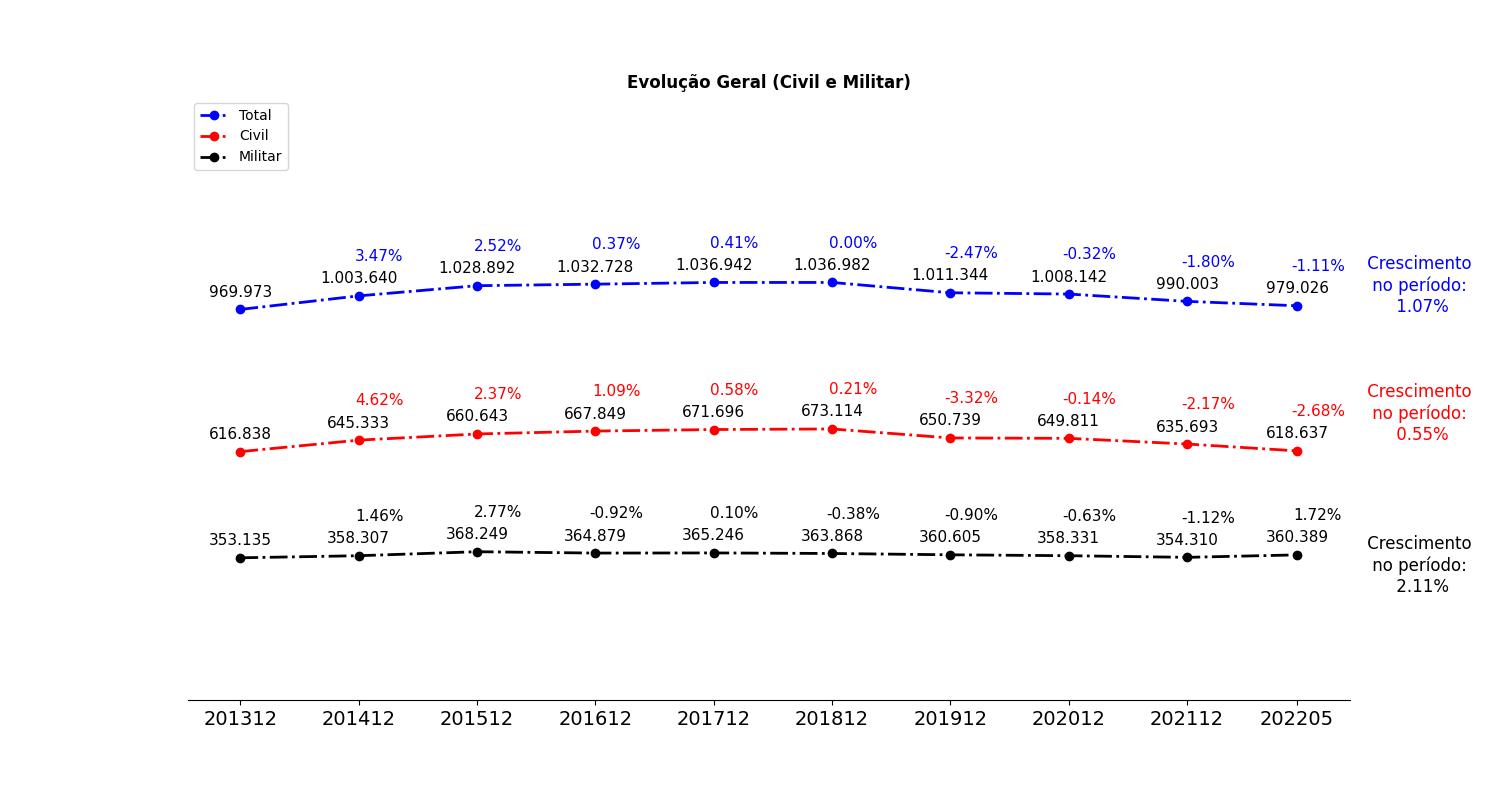 Evolução Geral (Civil e Militar)
Total
Civil
Militar
3.47% 2.52% 0.37% 0.41% 0.00% -2.47% -0.32% -1.80% -1.11%
969.973 1.003.640 1.028.892 1.032.728 1.036.942 1.036.982 1.011.344 1.008.142 990.003 979.026
Crescimento
no período:
1.07%
4.62% 2.37% 1.09% 0.58% 0.21% -3.32% -0.14% -2.17% -2.68%
616.838 645.333 660.643 667.849 671.696 673.114 650.739 649.811 635.693 618.637
Crescimento
no período:
0.55%
1.46% 2.77% -0.92% 0.10% -0.38% -0.90% -0.63% -1.12% 1.72%
353.135 358.307 368.249 364.879 365.246 363.868 360.605 358.331 354.310 360.389
Crescimento
no período:
2.11%
201312 201412 201512 201612 201712 201812 201912 202012 202112 202205